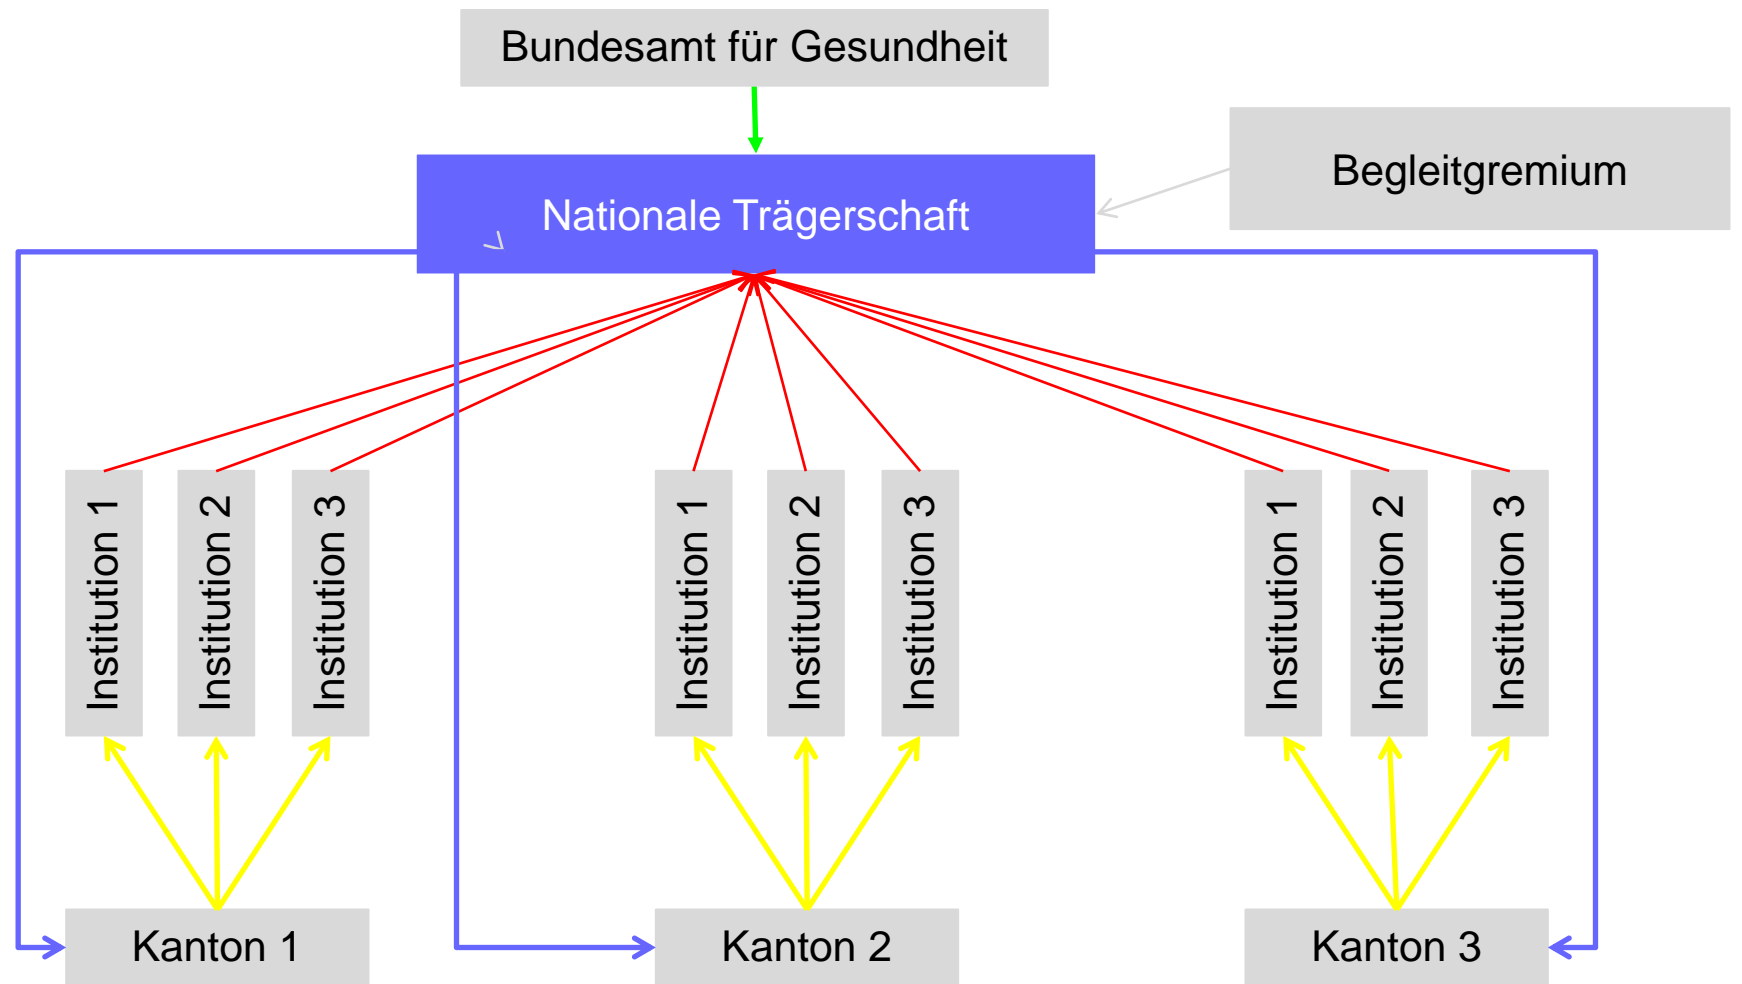 Bundesamt für Gesundheit
Begleitgremium
Nationale Trägerschaft
Institution 1
Institution 2
Institution 3
Institution 1
Institution 2
Institution 3
Institution 1
Institution 2
Institution 3
Kanton 1
Kanton 2
Kanton 3